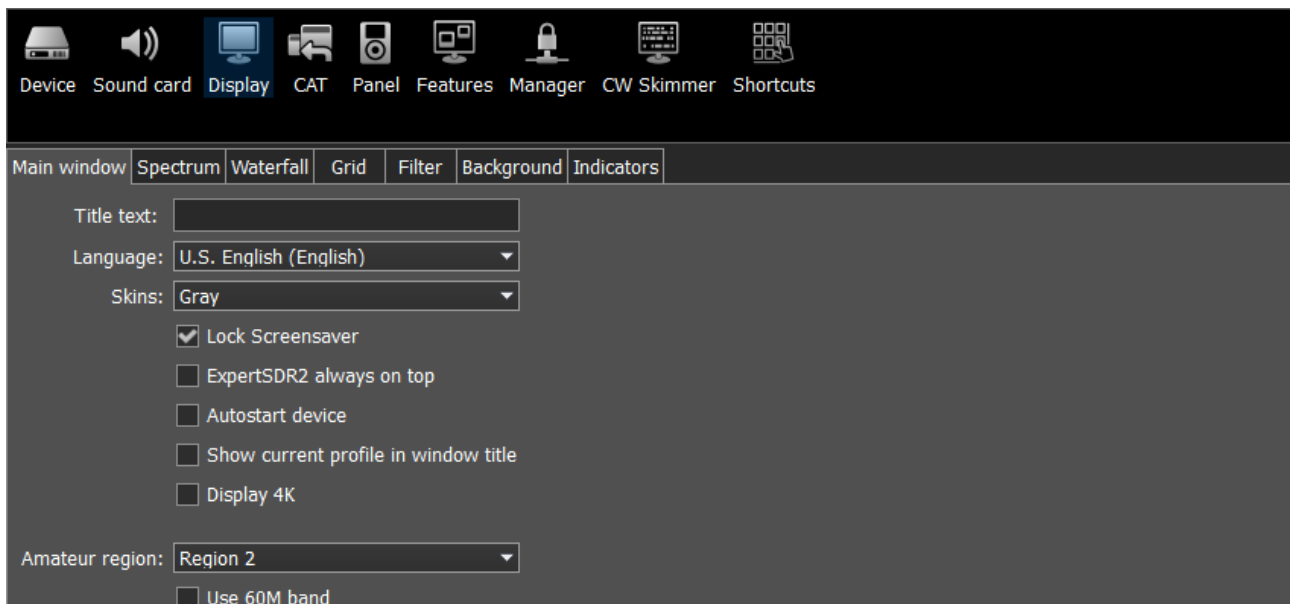 Device Sound card Display CAT Panel Features Manager CW Skimmer Shortcuts
Main window Spectrum Waterfall Grid Filter Background Indicators
Title text:
Language: U.S. English (English)
Skins: Gray
Lock Screensaver
ExpertSDR2 always on top
Autostart device
Show current profile in window title
Display 4K
Amateur region: Region 2
Use 60M band